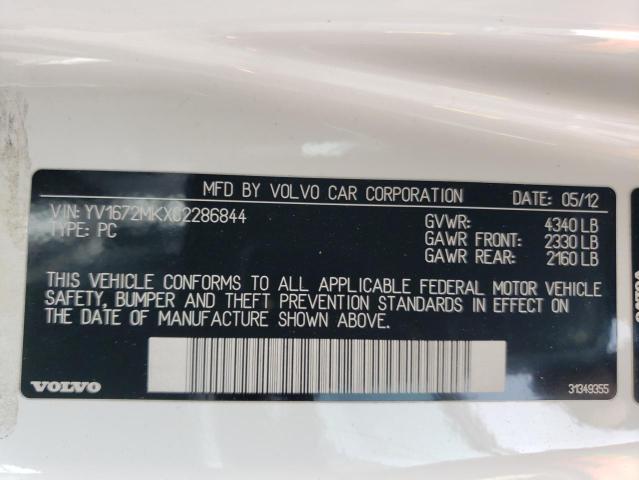 MFD BY VOLVO CAR CORPORATION DATE: 05/12
VIN: YV1672MKXC2286844
TYPE: PC
GVWR: 4340 LB
GAWR FRONT: 2330 LB
GAWR REAR: 2160 LB
THIS VEHICLE CONFORMS TO ALL APPLICABLE FEDERAL MOTOR VEHICLE
SAFETY, BUMPER AND THEFT PREVENTION STANDARDS IN EFFECT ON
THE DATE OF MANUFACTURE SHOWN ABOVE.
VOLVO
31349355